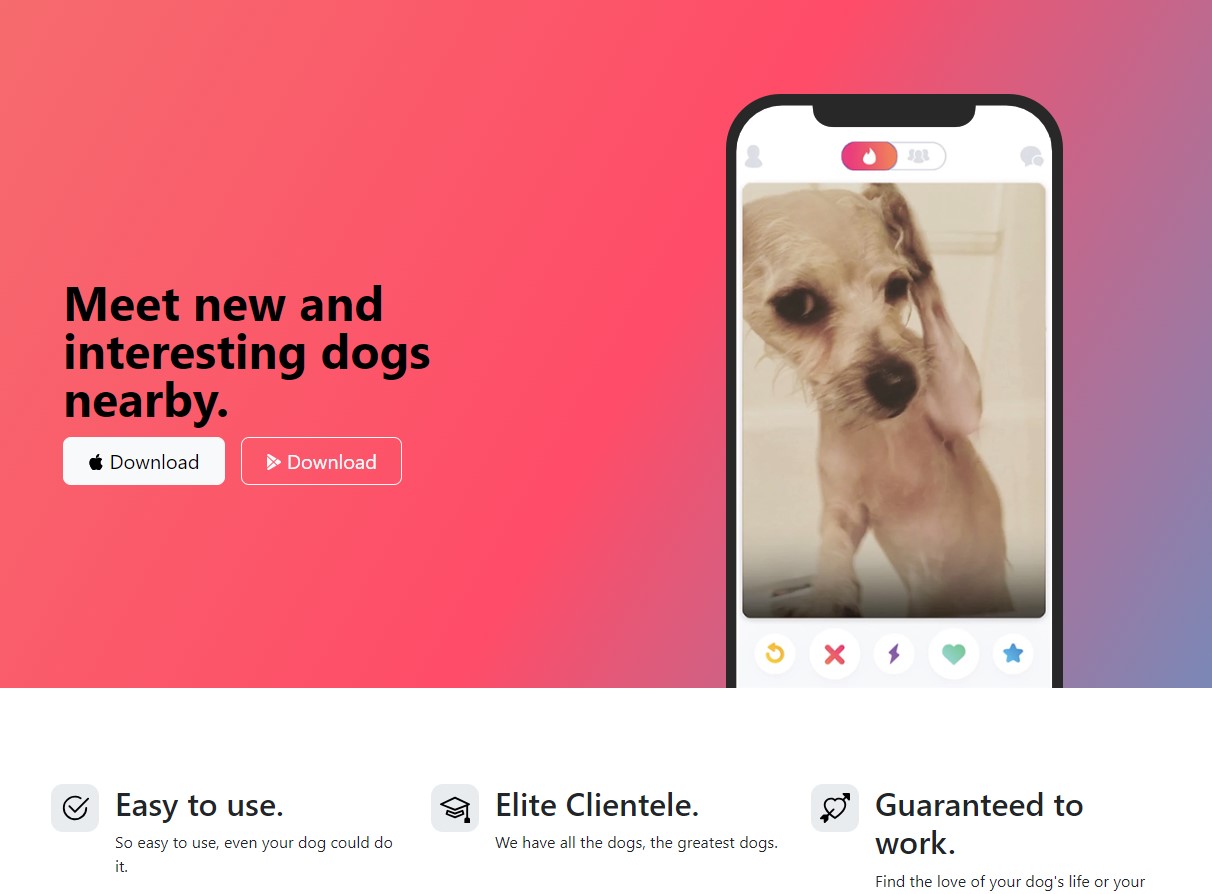 Meet new and
interesting dogs
nearby.
Download
Download
Easy to use.
So easy to use, even your dog could do
it.
Elite Clientele.
We have all the dogs, the greatest dogs.
Guaranteed to
work.
Find the love of your dog's life or your